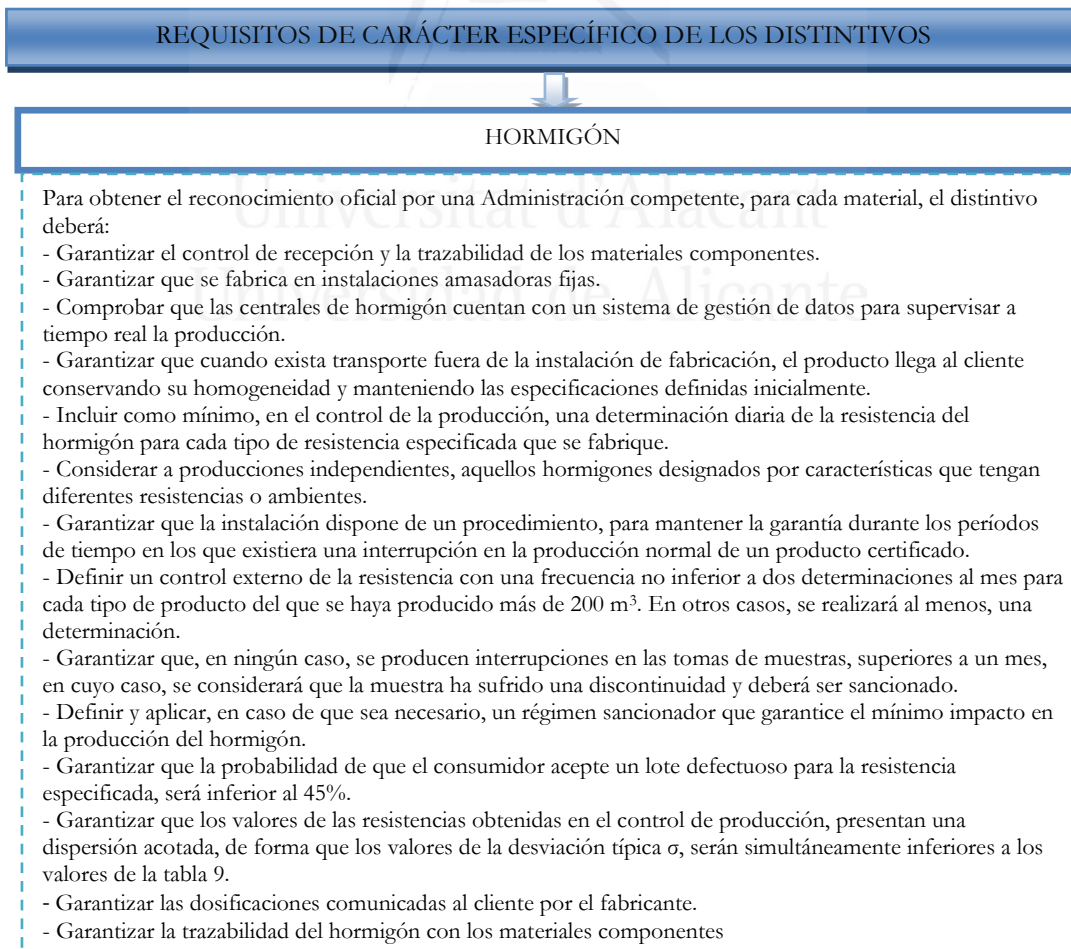 REQUISITOS DE CARÁCTER ESPECÍFICO DE LOS DISTINTIVOS
HORMIGÓN
Universitat d'Alacant
Universidad de Alicante
Para obtener el reconocimiento oficial por una Administración competente, para cada material, el distintivo
deberá:
- Garantizar el control de recepción y la trazabilidad de los materiales componentes.
- Garantizar que se fabrica en instalaciones amasadoras fijas.
- Comprobar que las centrales de hormigón cuentan con un sistema de gestión de datos para supervisar a
tiempo real la producción.
- Garantizar que cuando exista transporte fuera de la instalación de fabricación, el producto llega al cliente
conservando su homogeneidad y manteniendo las especificaciones definidas inicialmente.
- Incluir como mínimo, en el control de la producción, una determinación diaria de la resistencia del
hormigón para cada tipo de resistencia especificada que se fabrique.
- Considerar a producciones independientes, aquellos hormigones designados por características que tengan
diferentes resistencias o ambientes.
- Garantizar que la instalación dispone de un procedimiento, para mantener la garantía durante los períodos
de tiempo en los que existiera una interrupción en la producción normal de un producto certificado.
- Definir un control externo de la resistencia con una frecuencia no inferior a dos determinaciones al mes para
cada tipo de producto del que se haya producido más de 200 m³. En otros casos, se realizará al menos, una
determinación.
- Garantizar que, en ningún caso, se producen interrupciones en las tomas de muestras, superiores a un mes,
en cuyo caso, se considerará que la muestra ha sufrido una discontinuidad y deberá ser sancionado.
- Definir y aplicar, en caso de que sea necesario, un régimen sancionador que garantice el mínimo impacto en
la producción del hormigón.
- Garantizar que la probabilidad de que el consumidor acepte un lote defectuoso para la resistencia
especificada, será inferior al 45%.
- Garantizar que los valores de las resistencias obtenidas en el control de producción, presentan una
dispersión acotada, de forma que los valores de la desviación típica σ, serán simultáneamente inferiores a los
valores de la tabla 9.
- Garantizar las dosificaciones comunicadas al cliente por el fabricante.
- Garantizar la trazabilidad del hormigón con los materiales componentes